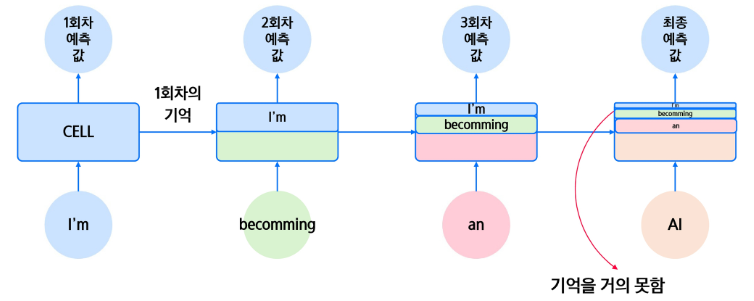 1회차
예측
값
2회차
예측
값
3회차
예측
값
최종
예측
값
1회차의
기억
CELL
I'm
I'm
becomming
I'm
becomming
an
I'm
becomming
an
AI
기억을 거의 못함